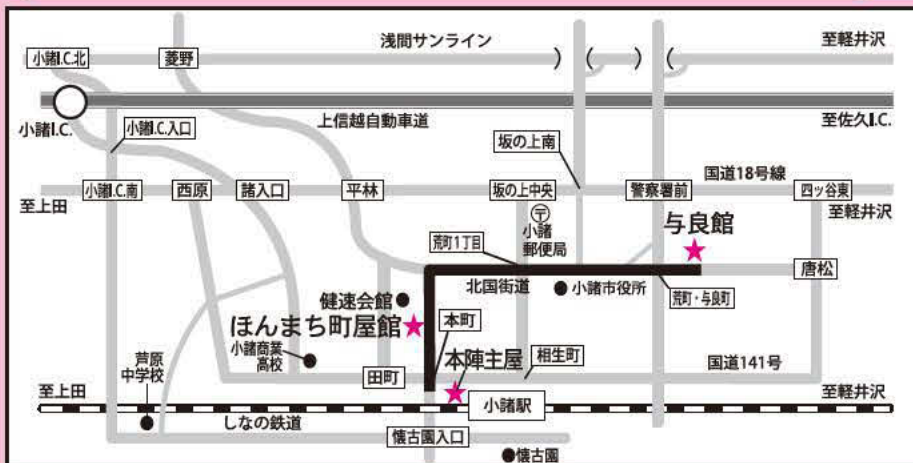 浅間サンライン
至軽井沢
小諸I.C.北
菱野
小諸I.C.
小諸I.C.入口
上信越自動車道
至佐久I.C.
坂の上南
国道18号線
小諸I.C.南
西原
諸入口
平林
坂の上中央
警察署前
四ッ谷東
至上田
至軽井沢
〒
小諸
郵便局
与良館
荒町1丁目
唐松
北国街道
小諸市役所
荒町・与良町
健速会館
ほんまち町屋館
本町
小諸商業
高校
本陣主屋
相生町
国道141号
芦原
中学校
田町
至上田
至軽井沢
小諸駅
しなの鉄道
懐古園入口
懐古園